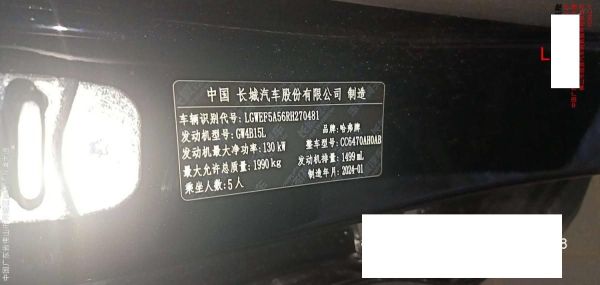 中国 长城汽车股份有限公司 制造
车辆识别代号: LGWEF5A56RH270481
发动机型号: GW4B15L 品牌: 哈弗牌
发动机最大净功率: 130 kW 整车型号: CC6470AH0AB
最大允许总质量: 1990 kg 发动机排量: 1499 mL
乘坐人数: 5 人 制造年月: 2024-01
L
8